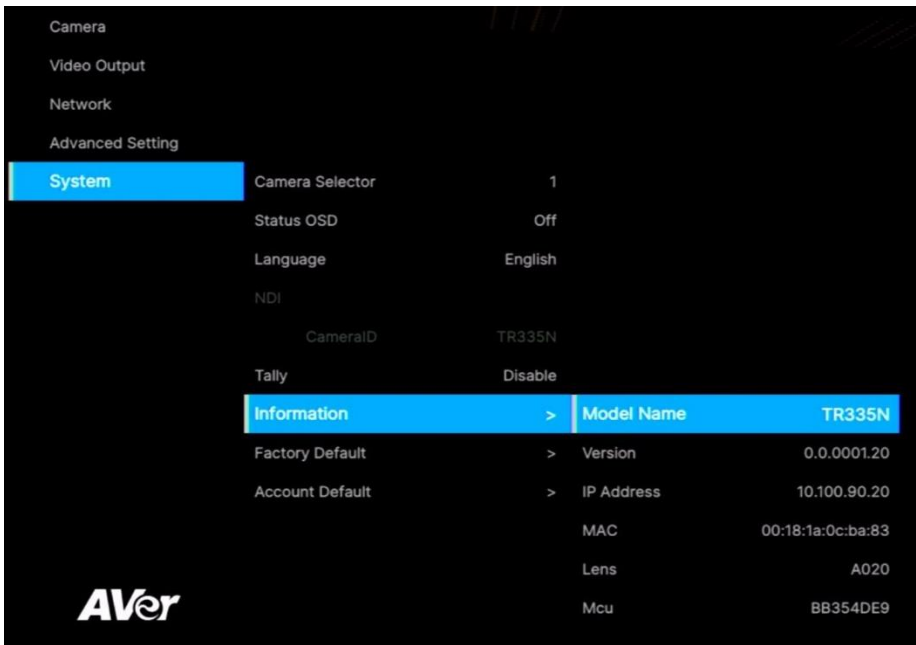 Camera
Video Output
Network
Advanced Setting
System
Camera Selector 1
Status OSD Off
Language English
NDI
CameraID TR335N
Tally Disable
Information >
Factory Default >
Account Default >
Model Name TR335N
Version 0.0.0001.20
IP Address 10.100.90.20
MAC 00:18:1a:0c:ba:83
Lens A020
Mcu BB354DE9
AVer